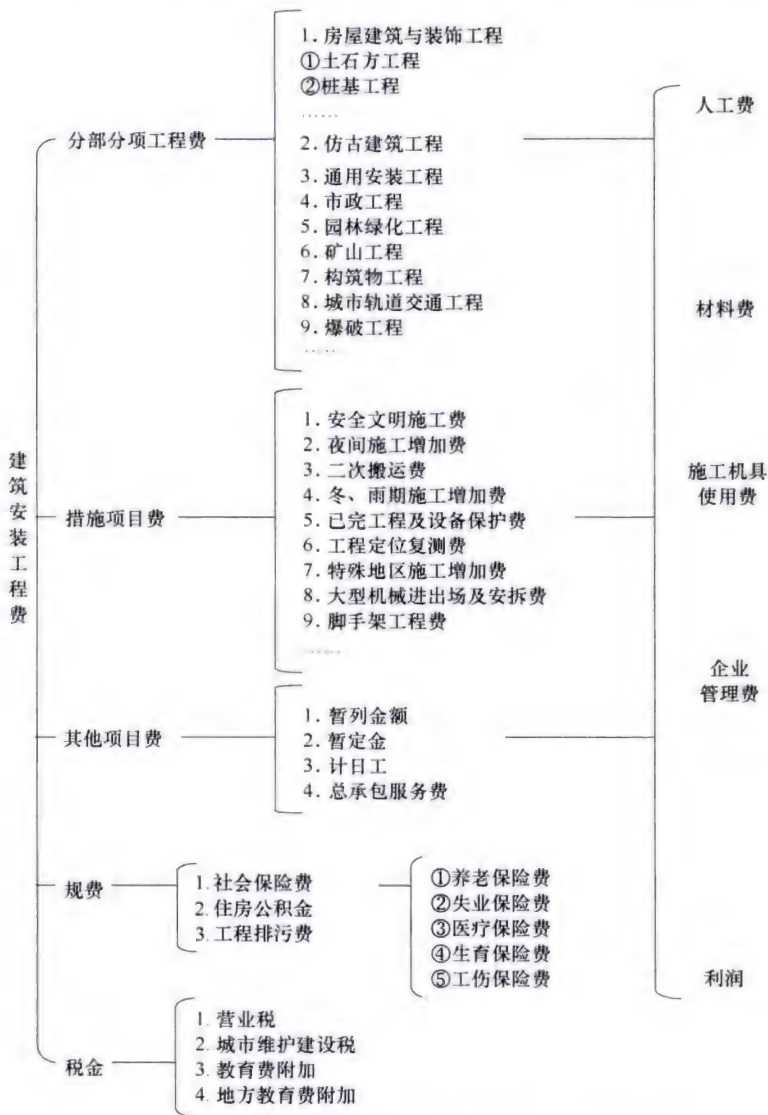 建筑安装工程费
分部分项工程费
1. 房屋建筑与装饰工程
①土石方工程
②桩基工程
……
2. 仿古建筑工程
3. 通用安装工程
4. 市政工程
5. 园林绿化工程
6. 矿山工程
7. 构筑物工程
8. 城市轨道交通工程
9. 爆破工程
……
措施项目费
1. 安全文明施工费
2. 夜间施工增加费
3. 二次搬运费
4. 冬、雨期施工增加费
5. 已完工程及设备保护费
6. 工程定位复测费
7. 特殊地区施工增加费
8. 大型机械进出场及安拆费
9. 脚手架工程费
……
其他项目费
1. 暂列金额
2. 暂定金
3. 计日工
4. 总承包服务费
人工费
材料费
施工机具
使用费
企业
管理费
利润
规费
1. 社会保险费
2. 住房公积金
3. 工程排污费
①养老保险费
②失业保险费
③医疗保险费
④生育保险费
⑤工伤保险费
税金
1. 营业税
2. 城市维护建设税
3. 教育费附加
4. 地方教育费附加